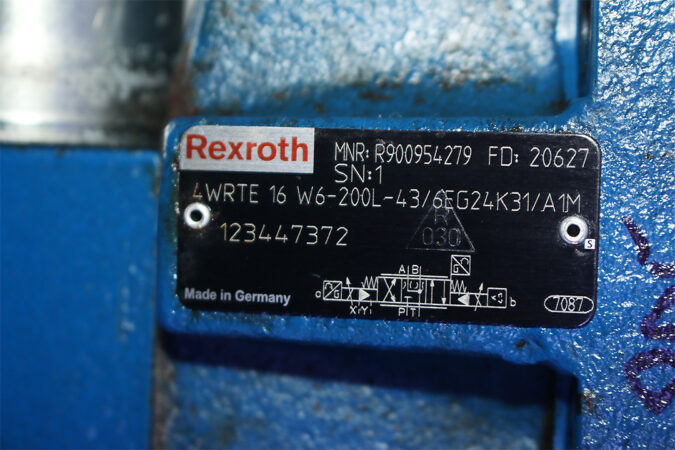 Rexroth
MNR: R900954279 FD: 20627
SN:1
4WRTE 16 W6-200L-43/6EG24K31/A1M
R
030
123447372
S
G
A B
a G b
X Y
P T
Made in Germany
7087